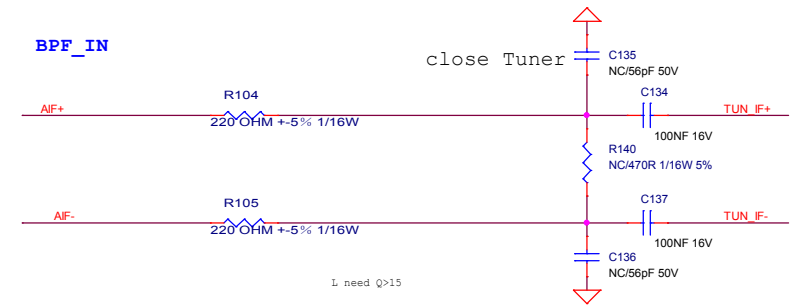 BPF_IN
close Tuner
C135
NC/56pF 50V
R104
C134
AIF+
TUN_IF+
220 OHM +-5% 1/16W
100NF 16V
R140
NC/470R 1/16W 5%
R105
C137
AIF-
TUN_IF-
220 OHM +-5% 1/16W
100NF 16V
C136
NC/56pF 50V
L need Q>15